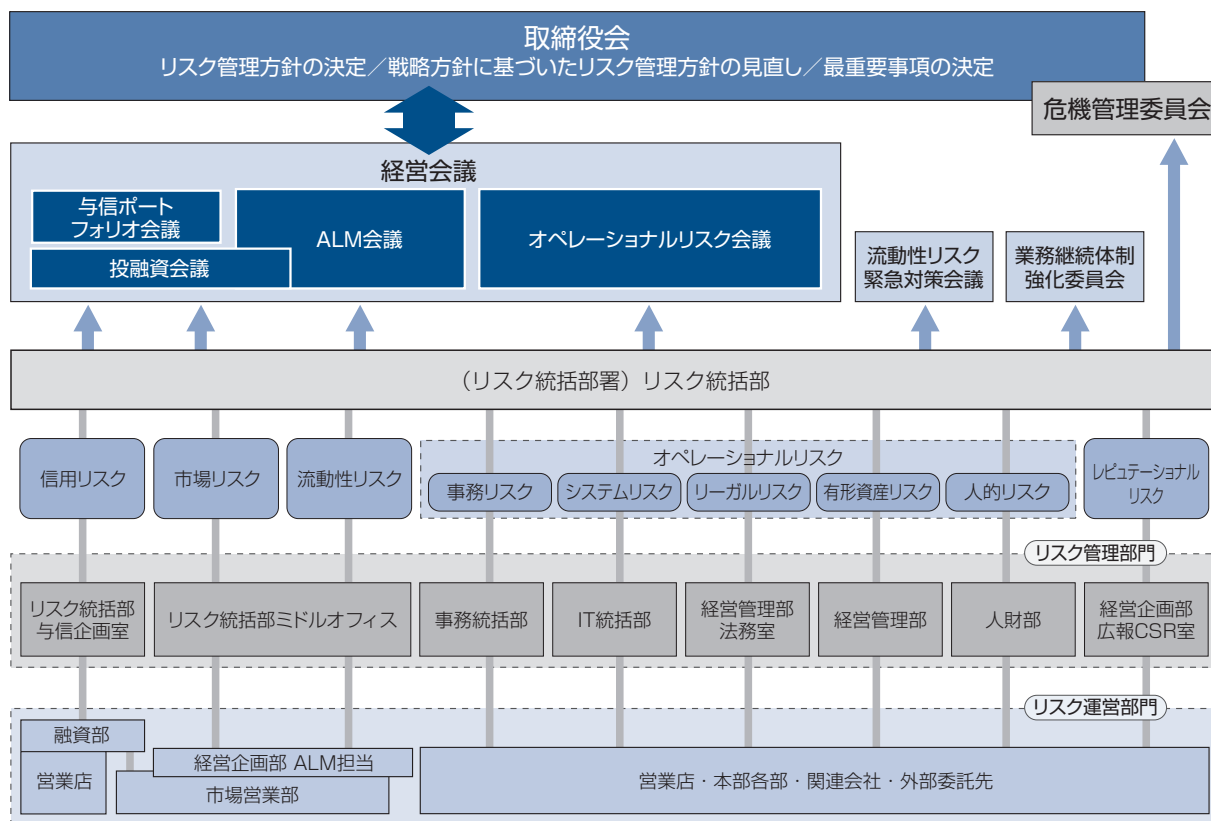 取締役会
リスク管理方針の決定／戦略方針に基づいたリスク管理方針の見直し／最重要事項の決定
危機管理委員会
経営会議
与信ポート
フォリオ会議
投融資会議
ALM会議
オペレーショナルリスク会議
流動性リスク
緊急対策会議
業務継続体制
強化委員会
（リスク統括部署）リスク統括部
信用リスク
市場リスク
流動性リスク
オペレーショナルリスク
事務リスク
システムリスク
リーガルリスク
有形資産リスク
人的リスク
レピュテーショナル
リスク
リスク管理部門
リスク統括部
与信企画室
リスク統括部ミドルオフィス
事務統括部
IT統括部
経営管理部
法務室
経営管理部
人財部
経営企画部
広報CSR室
リスク運営部門
融資部
営業店
経営企画部 ALM担当
市場営業部
営業店・本部各部・関連会社・外部委託先